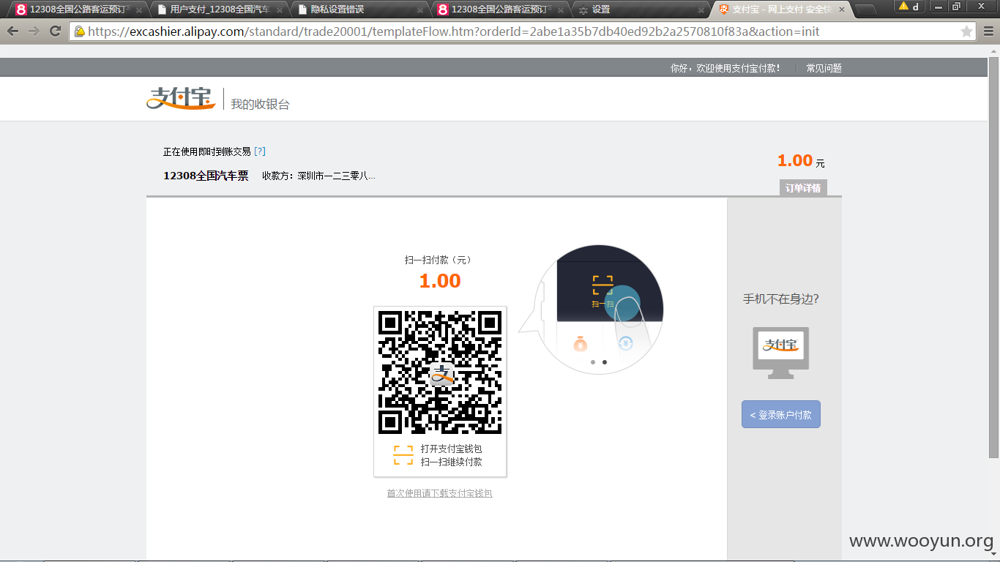 12308全国公路客运预订
用户支付_12308全国汽车
隐私设置错误
12308全国公路客运预订
设置
支付宝 - 网上支付 安全快
d
https://excashier.alipay.com/standard/trade20001/templateFlow.htm?orderId=2abe1a35b7db40ed92b2a2570810f83a&action=init
你好，欢迎使用支付宝付款！
常见问题
支付宝
我的收银台
正在使用即时到账交易 [?]
1.00 元
12308全国汽车票 收款方：深圳市一二三零八...
订单详情
扫一扫付款（元）
1.00
扫一扫
支
打开支付宝钱包
扫一扫继续付款
首次使用请下载支付宝钱包
手机不在身边?
支付宝
< 登录账户付款
www.wooyun.org